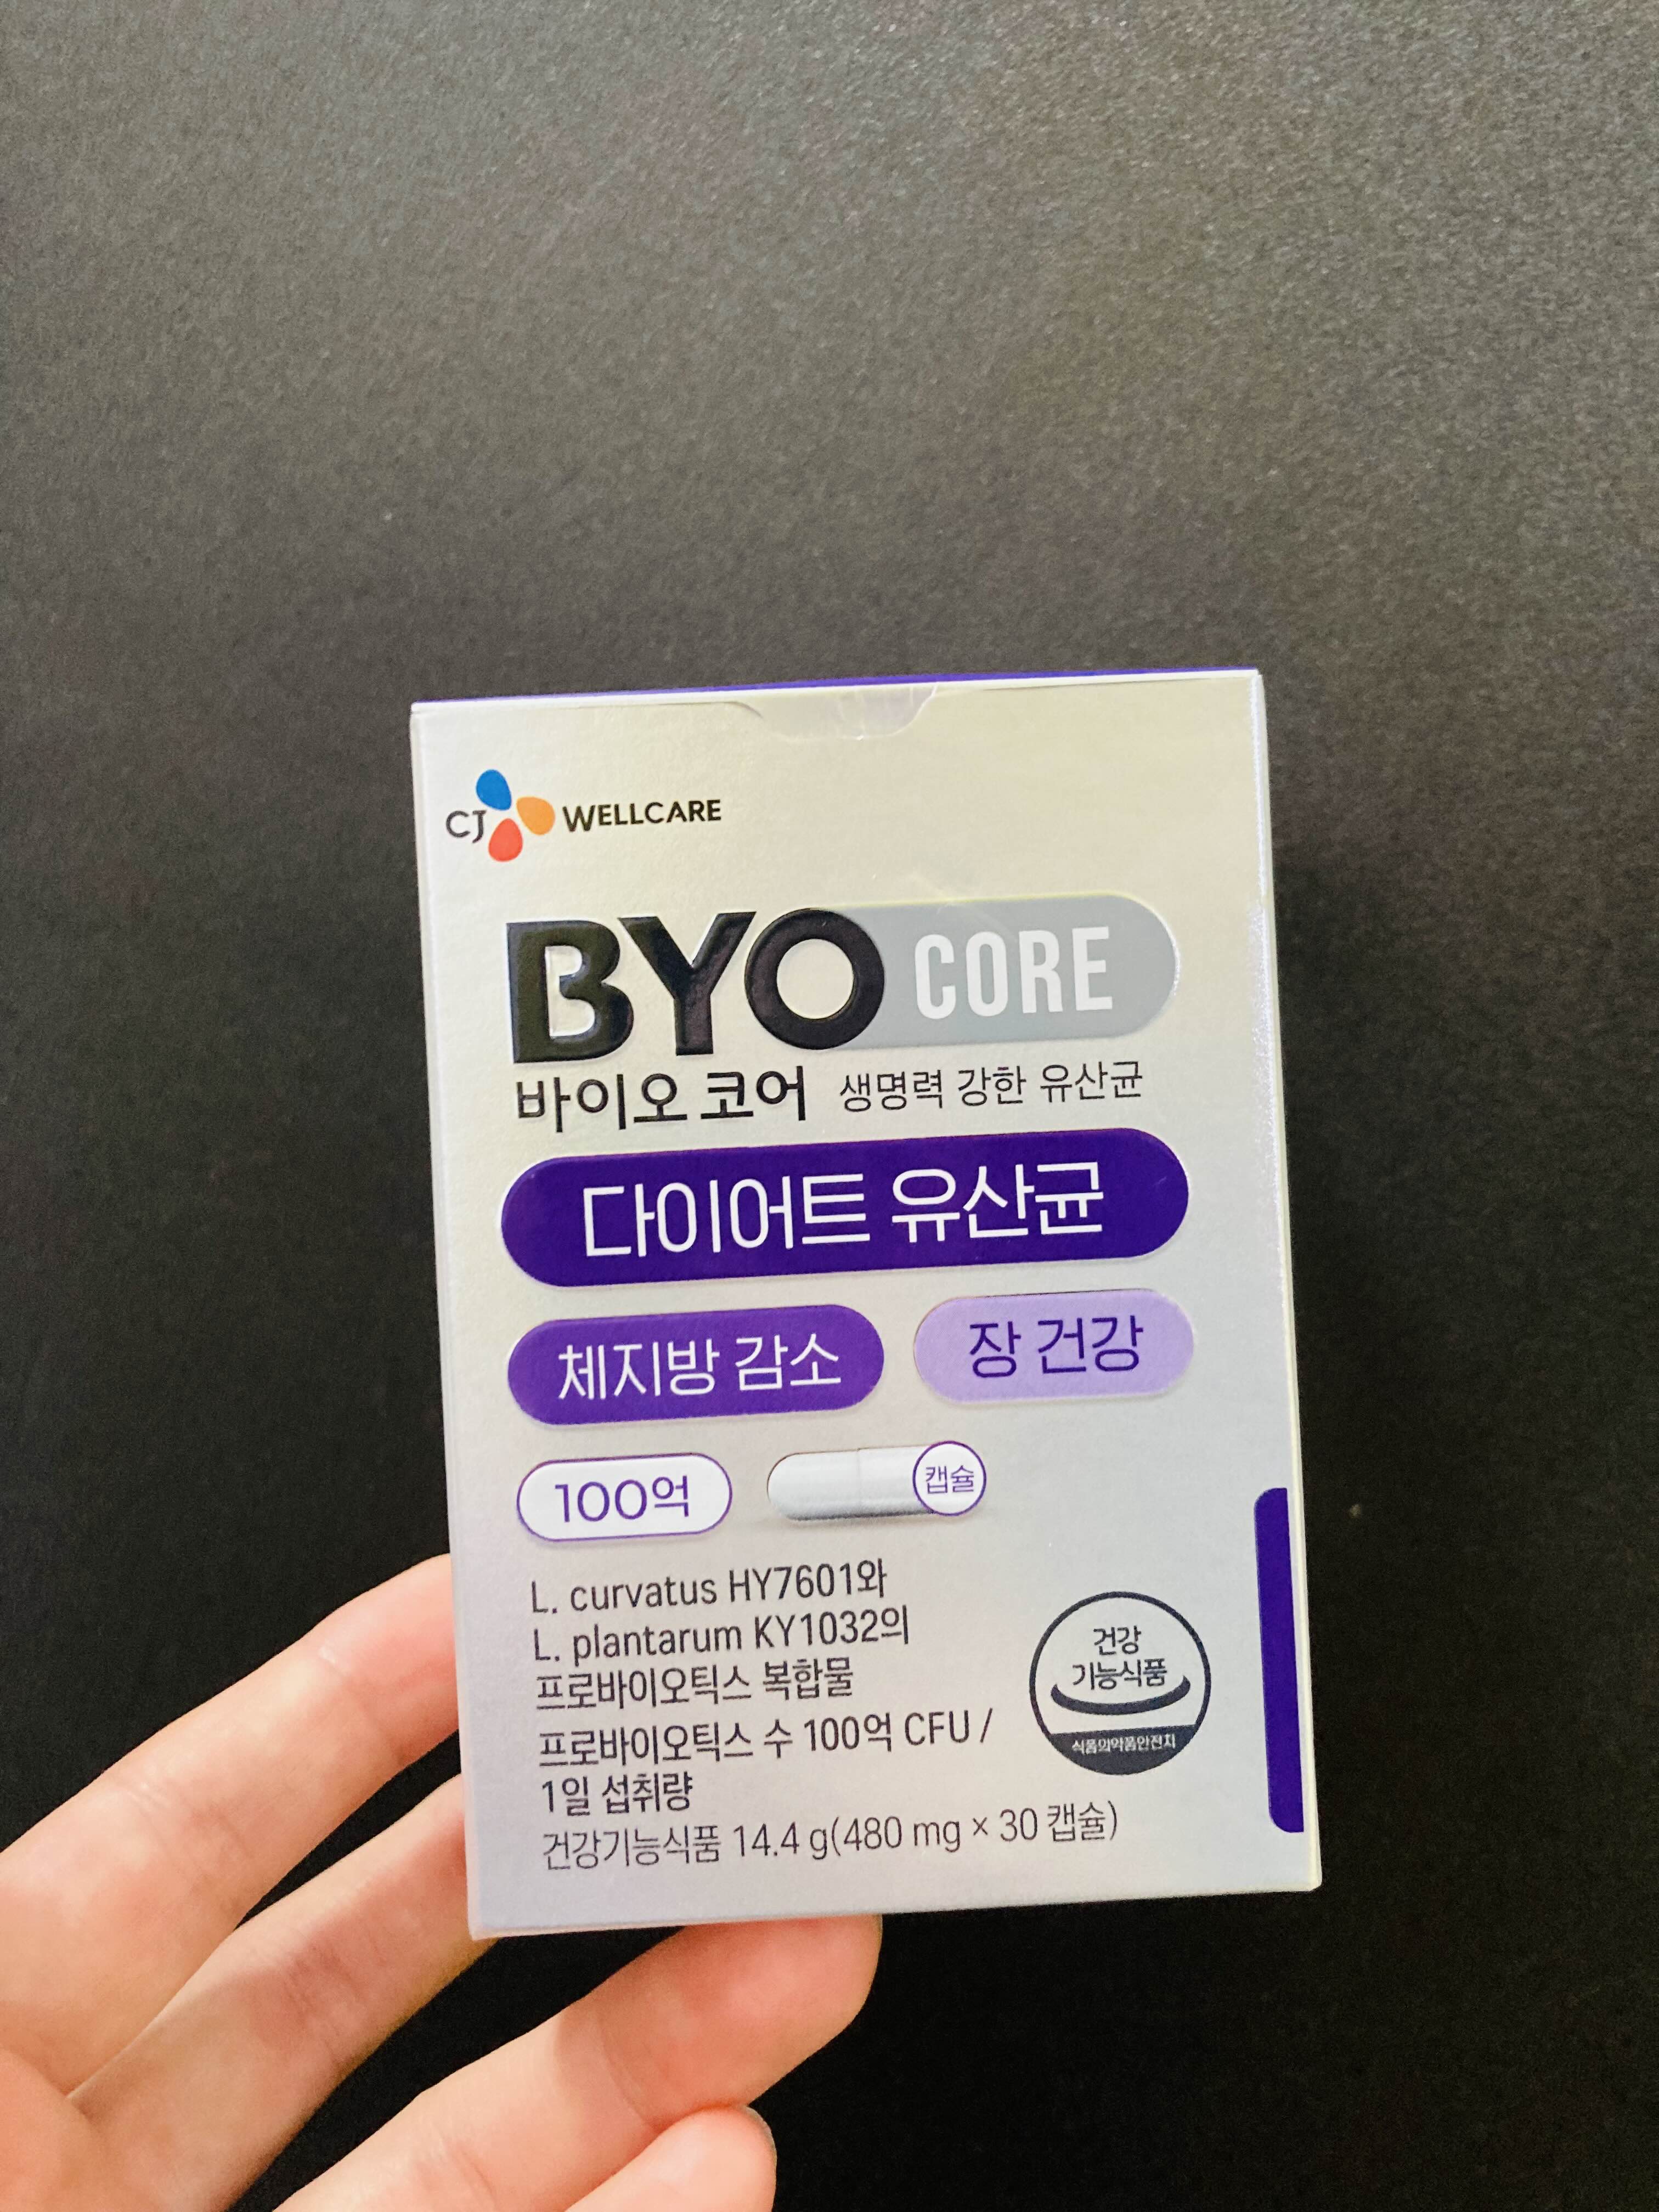 CJ WELLCARE
BYO CORE
바이오 코어 생명력 강한 유산균
다이어트 유산균
체지방 감소 장 건강
100억 캡슐
L. curvatus HY7601와
L. plantarum KY1032의
프로바이오틱스 복합물
프로바이오틱스 수 100억 CFU /
1일 섭취량
건강기능식품 14.4 g(480 mg × 30 캡슐)
건강
기능식품
식품의약품안전처